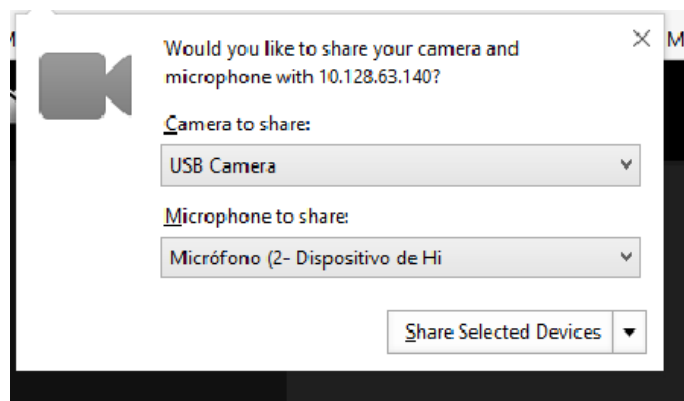 Would you like to share your camera and
microphone with 10.128.63.140?
Camera to share:
USB Camera
Microphone to share:
Micrófono (2- Dispositivo de Hi
Share Selected Devices